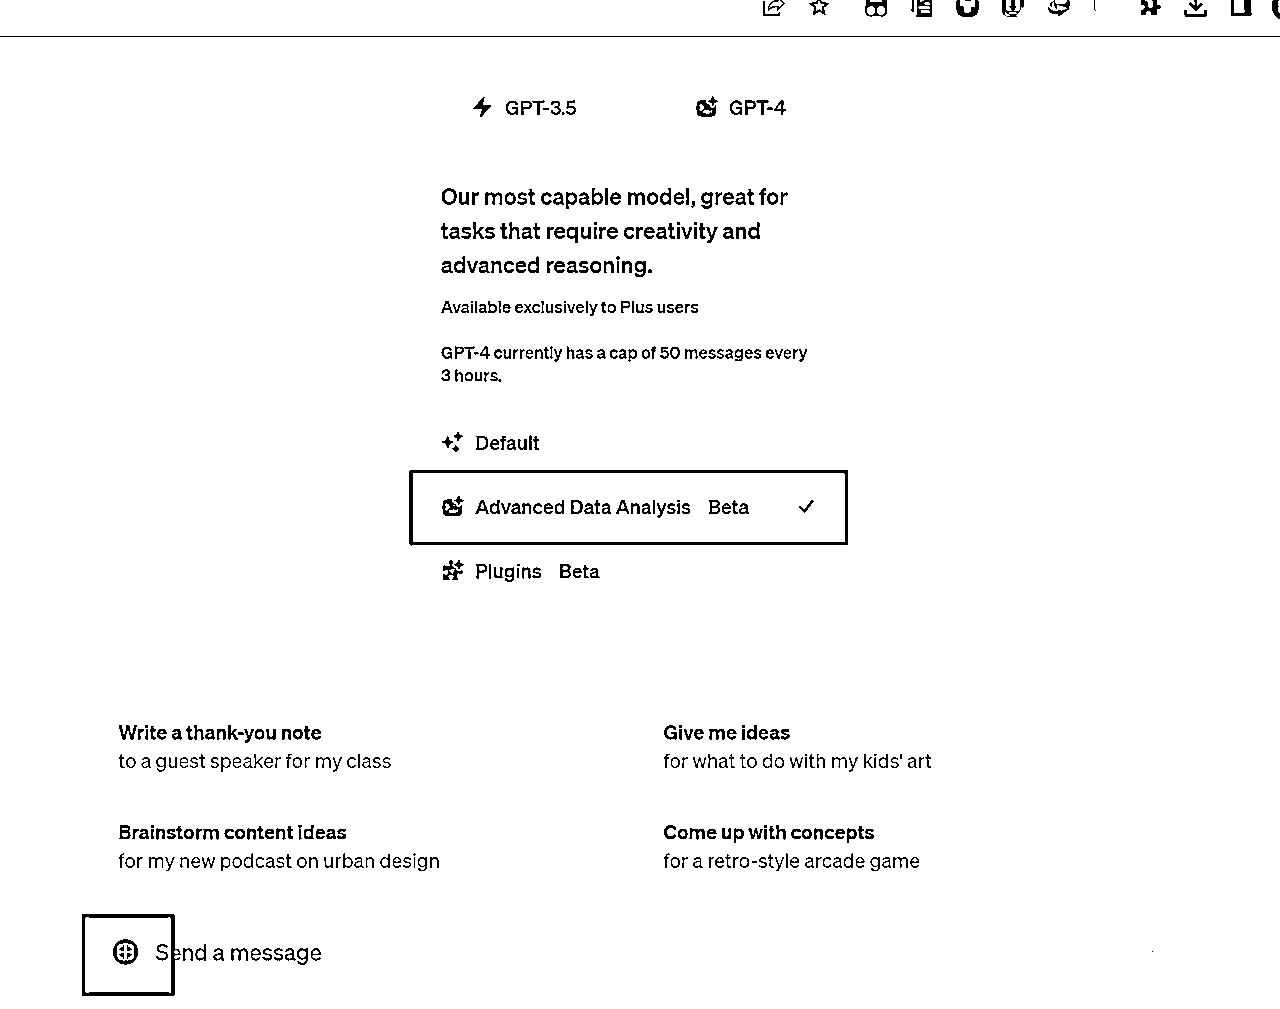 GPT-3.5 GPT-4
Our most capable model, great for
tasks that require creativity and
advanced reasoning.
Available exclusively to Plus users
GPT-4 currently has a cap of 50 messages every
3 hours.
Default
Advanced Data Analysis Beta
Plugins Beta
Write a thank-you note
to a guest speaker for my class
Give me ideas
for what to do with my kids' art
Brainstorm content ideas
for my new podcast on urban design
Come up with concepts
for a retro-style arcade game
Send a message